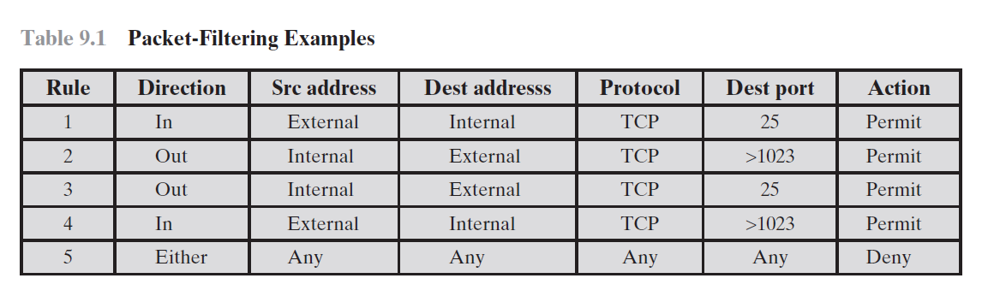 Table 9.1 Packet-Filtering Examples
Rule Direction Src address Dest addresss Protocol Dest port Action
1 In External Internal TCP 25 Permit
2 Out Internal External TCP >1023 Permit
3 Out Internal External TCP 25 Permit
4 In External Internal TCP >1023 Permit
5 Either Any Any Any Any Deny